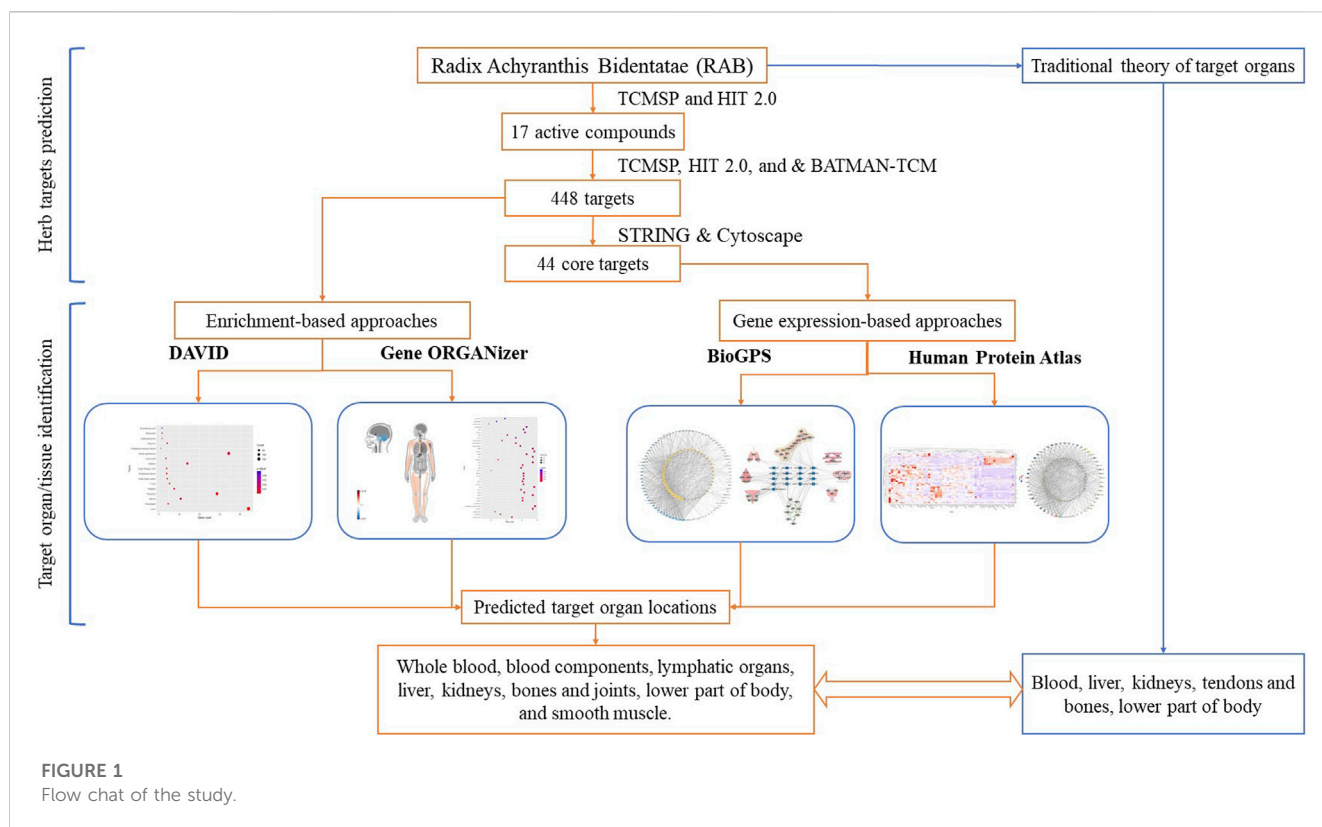 Herb targets prediction
Radix Achyranthis Bidentatae (RAB)
Traditional theory of target organs
TCMSP and HIT 2.0
17 active compounds
TCMSP, HIT 2.0, and & BATMAN-TCM
448 targets
STRING & Cytoscape
44 core targets
Target organ/tissue identification
Enrichment-based approaches
Gene expression-based approaches
DAVID
Gene ORGANizer
BioGPS
Human Protein Atlas
Predicted target organ locations
Whole blood, blood components, lymphatic organs,
liver, kidneys, bones and joints, lower part of body,
and smooth muscle.
Blood, liver, kidneys, tendons and
bones, lower part of body
FIGURE 1
Flow chat of the study.